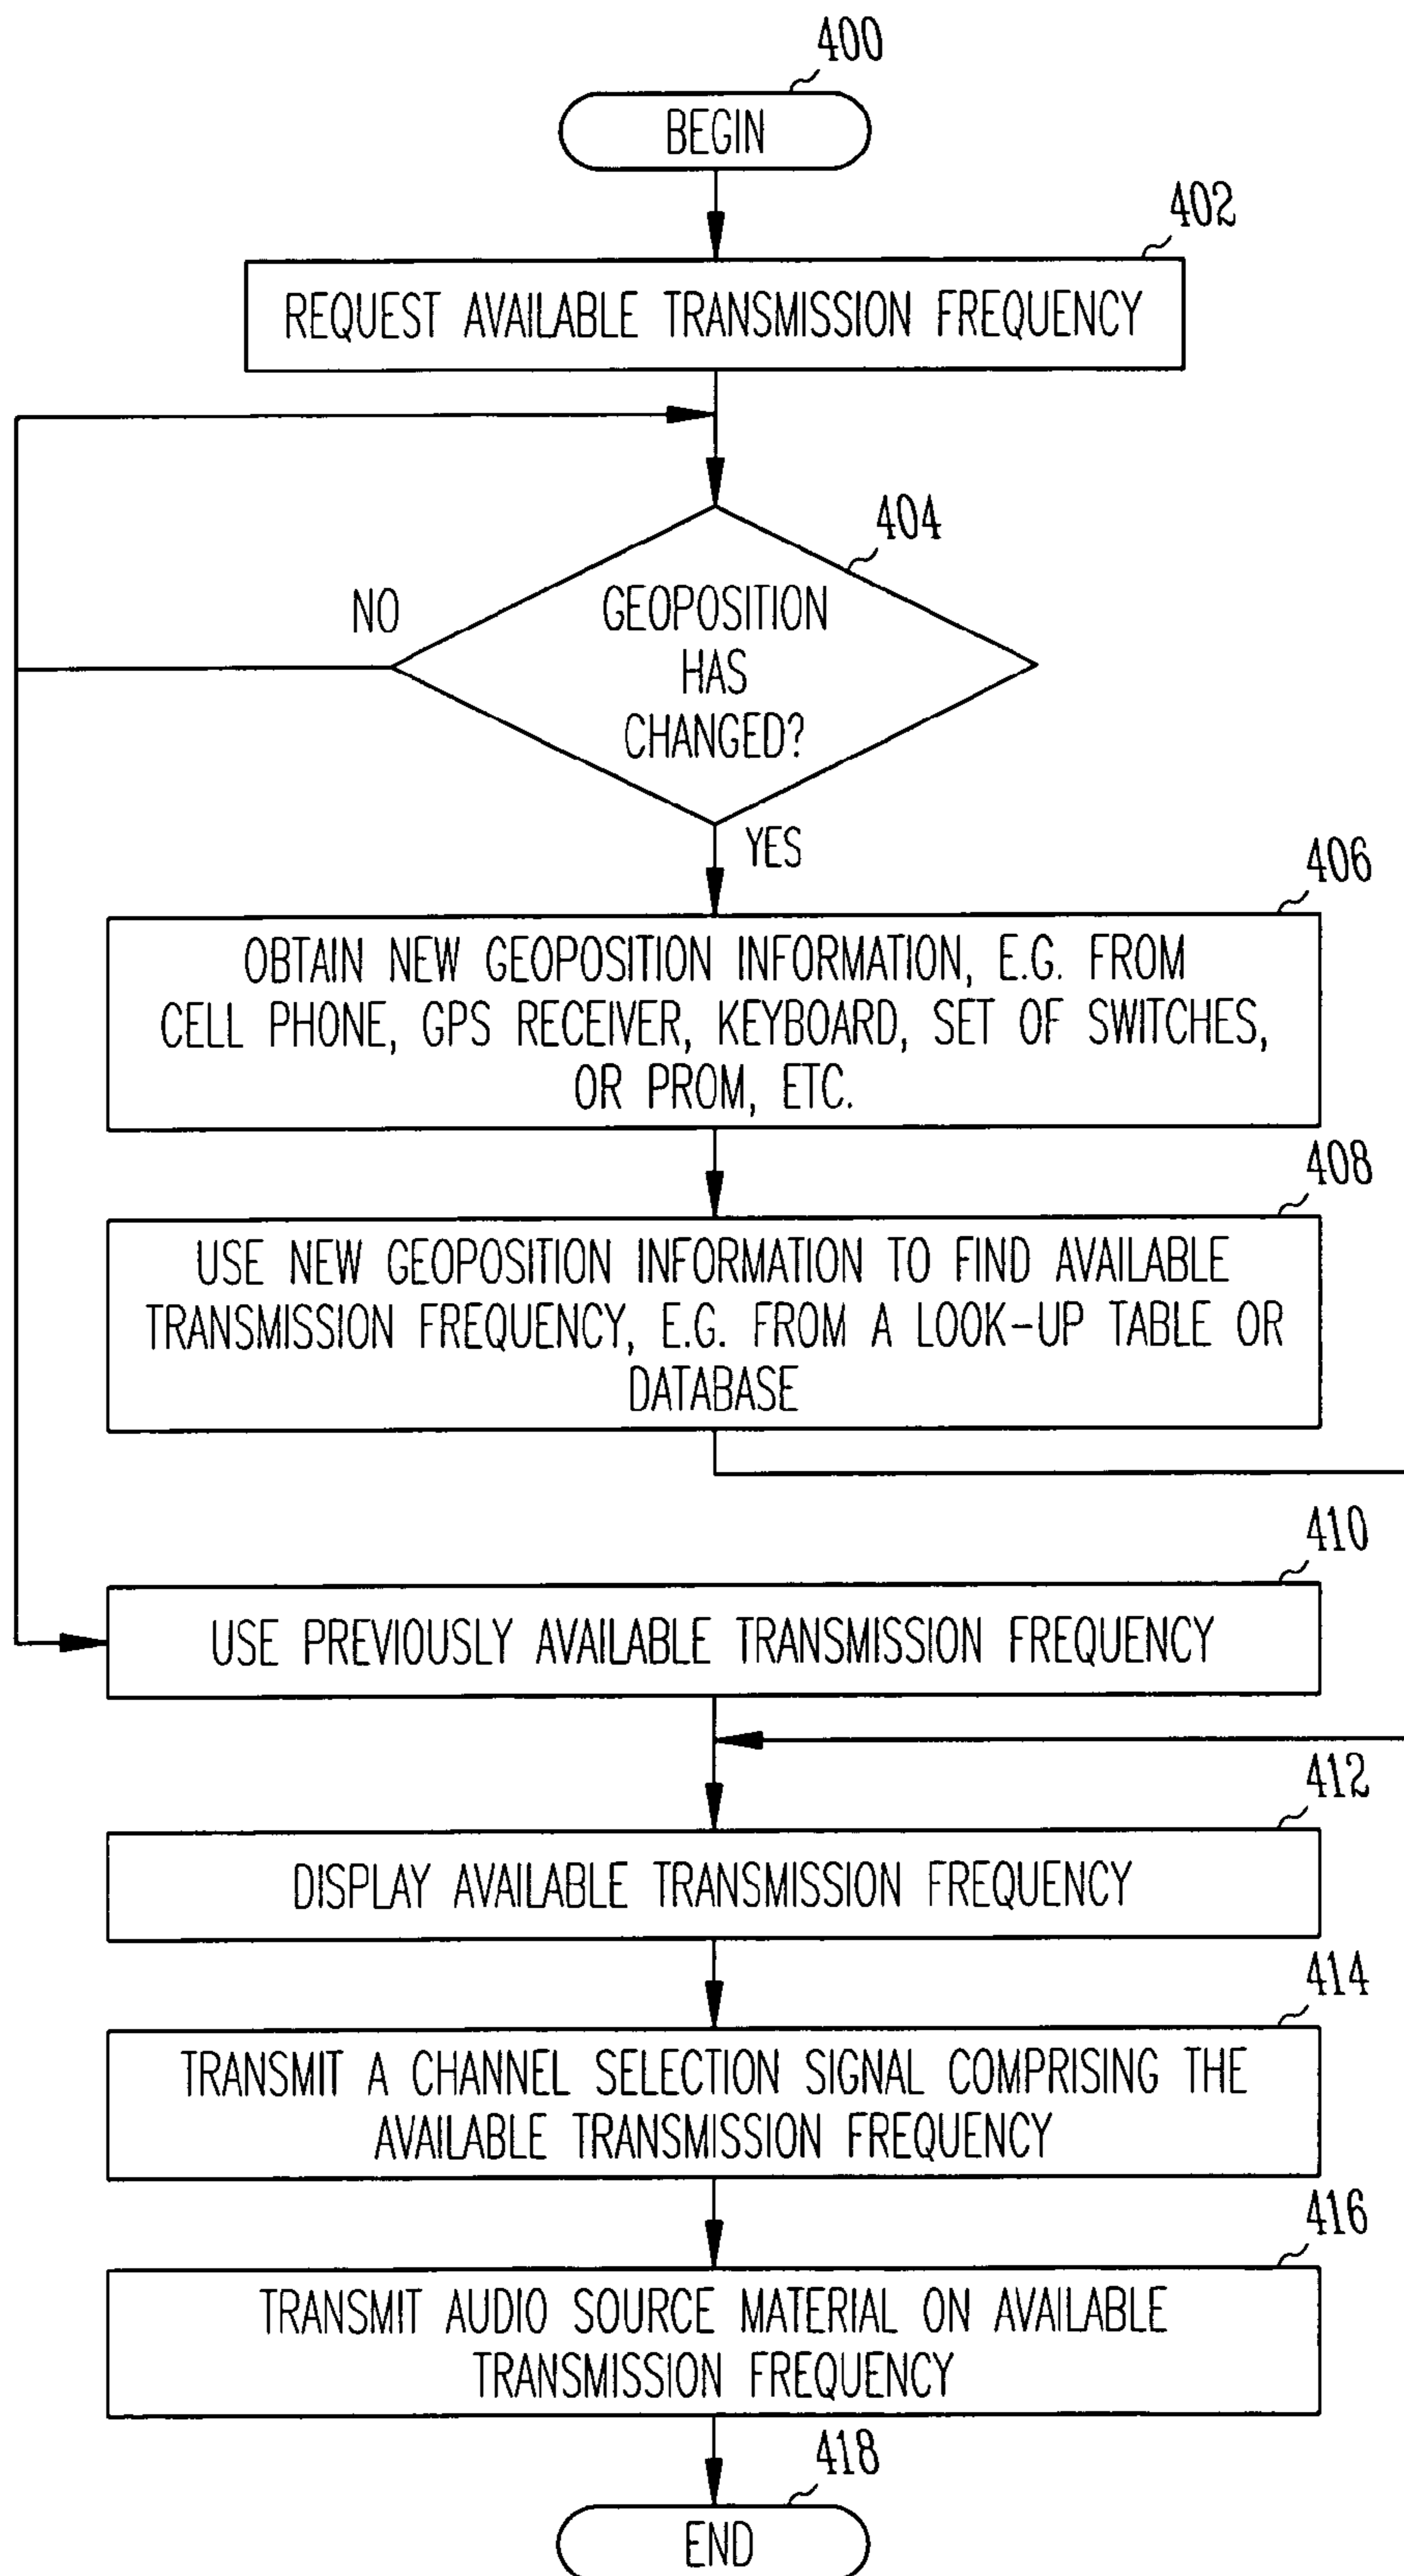 400
BEGIN
402
REQUEST AVAILABLE TRANSMISSION FREQUENCY
404
NO
GEOPOSITION
HAS
CHANGED?
YES
406
OBTAIN NEW GEOPOSITION INFORMATION, E.G. FROM
CELL PHONE, GPS RECEIVER, KEYBOARD, SET OF SWITCHES,
OR PROM, ETC.
408
USE NEW GEOPOSITION INFORMATION TO FIND AVAILABLE
TRANSMISSION FREQUENCY, E.G. FROM A LOOK-UP TABLE OR
DATABASE
410
USE PREVIOUSLY AVAILABLE TRANSMISSION FREQUENCY
412
DISPLAY AVAILABLE TRANSMISSION FREQUENCY
414
TRANSMIT A CHANNEL SELECTION SIGNAL COMPRISING THE
AVAILABLE TRANSMISSION FREQUENCY
416
TRANSMIT AUDIO SOURCE MATERIAL ON AVAILABLE
TRANSMISSION FREQUENCY
418
END